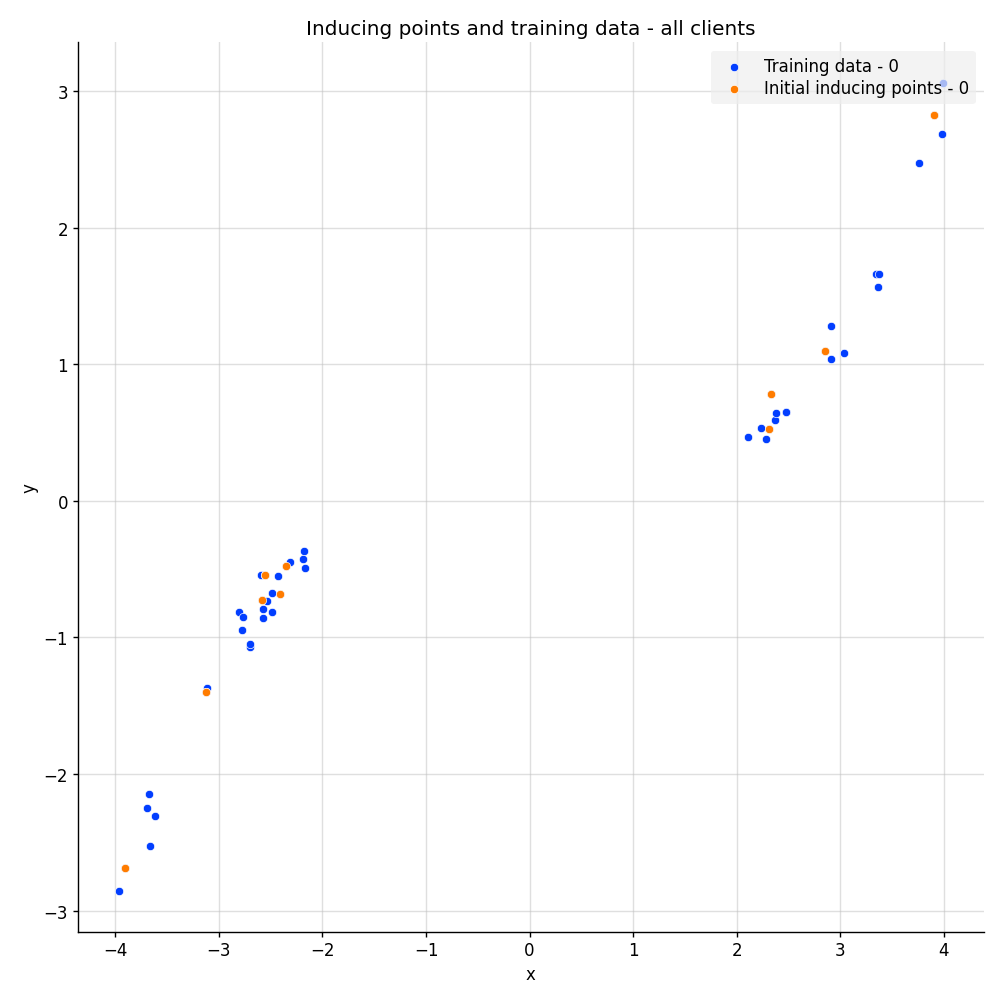 Inducing points and training data - all clients
Training data - 0
Initial inducing points - 0
3
2
1
0
−1
−2
−3
y
−4 −3 −2 −1 0 1 2 3 4
x